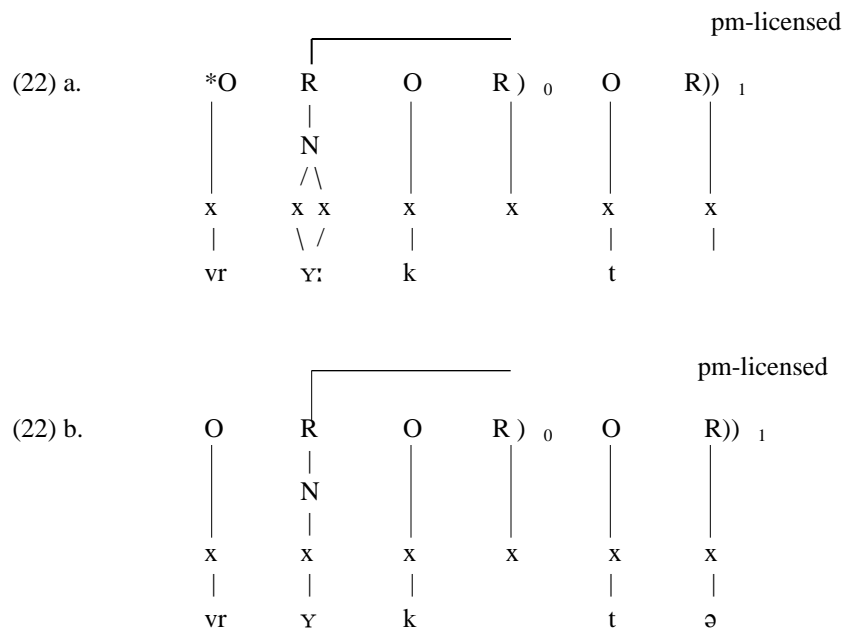 pm-licensed
(22) a. *O R O R ) 0 O R)) 1
N
x x x x x x x
vr ʏː k t
pm-licensed
(22) b. O R O R ) 0 O R)) 1
N
x x x x x x
vr ʏ k t ə